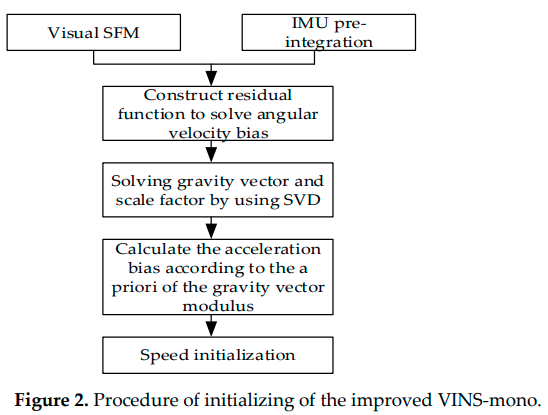 Visual SFM
IMU pre-
integration
Construct residual
function to solve angular
velocity bias
Solving gravity vector and
scale factor by using SVD
Calculate the acceleration
bias according to the a
priori of the gravity vector
modulus
Speed initialization
Figure 2. Procedure of initializing of the improved VINS-mono.